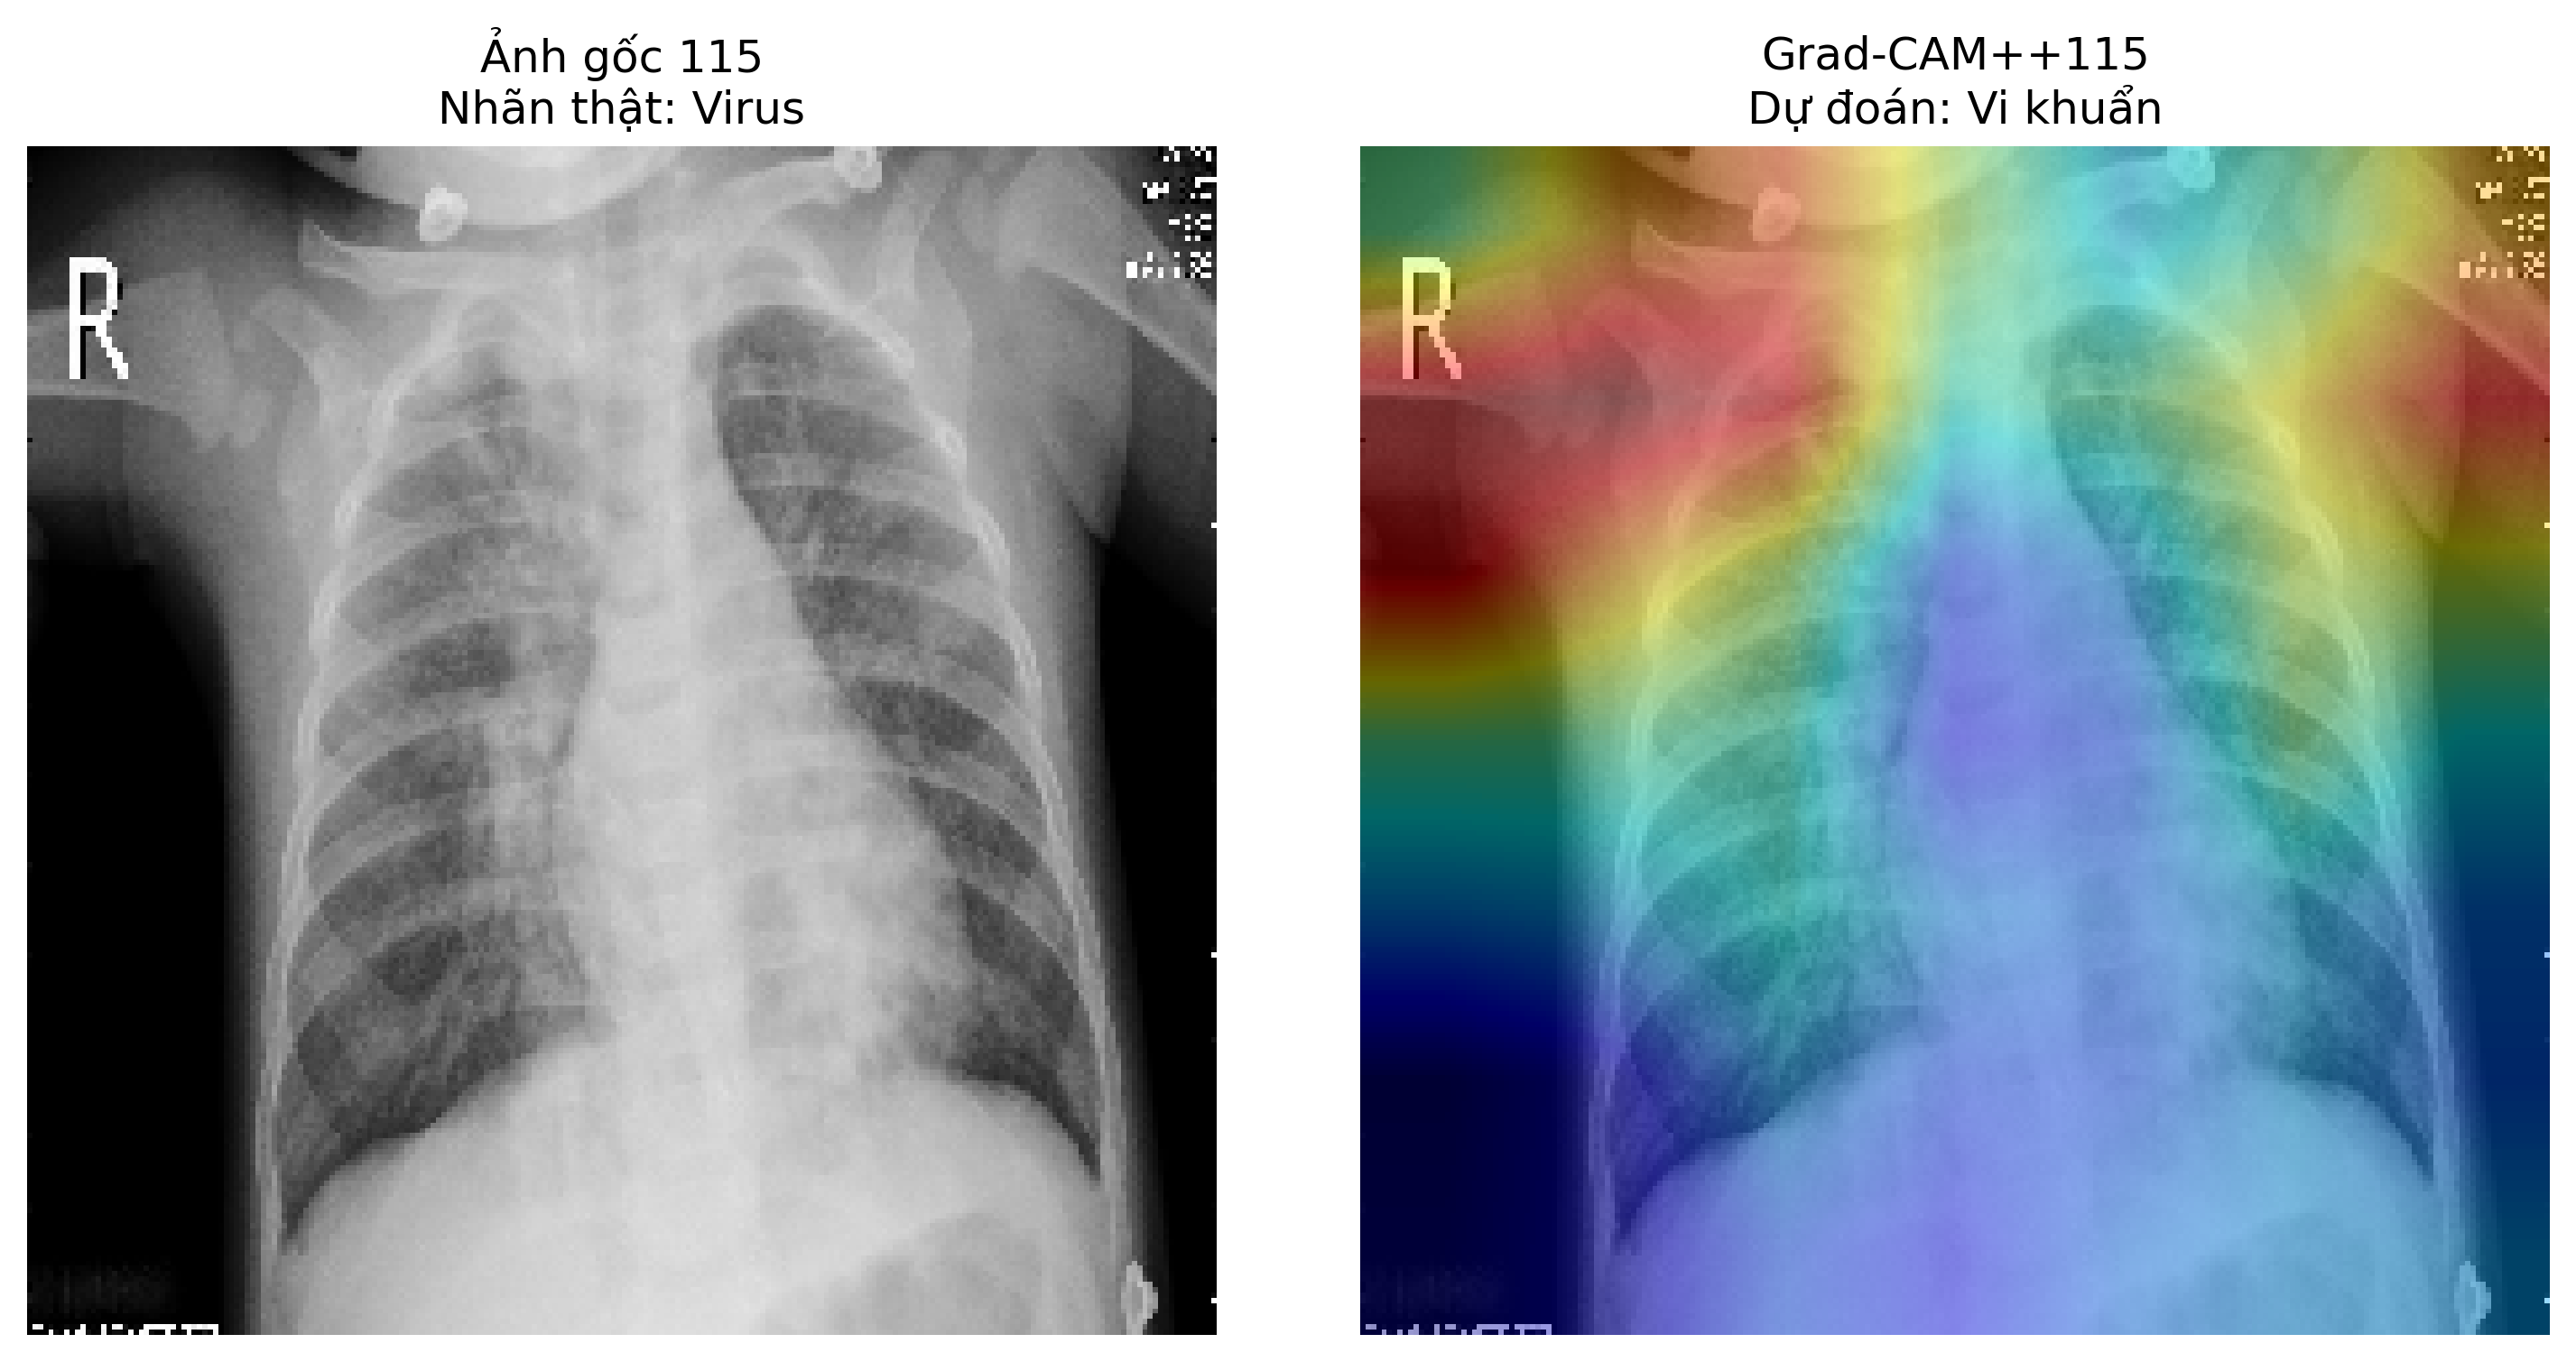 Ảnh gốc 115
Nhãn thật: Virus
Grad-CAM++115
Dự đoán: Vi khuẩn
R
R